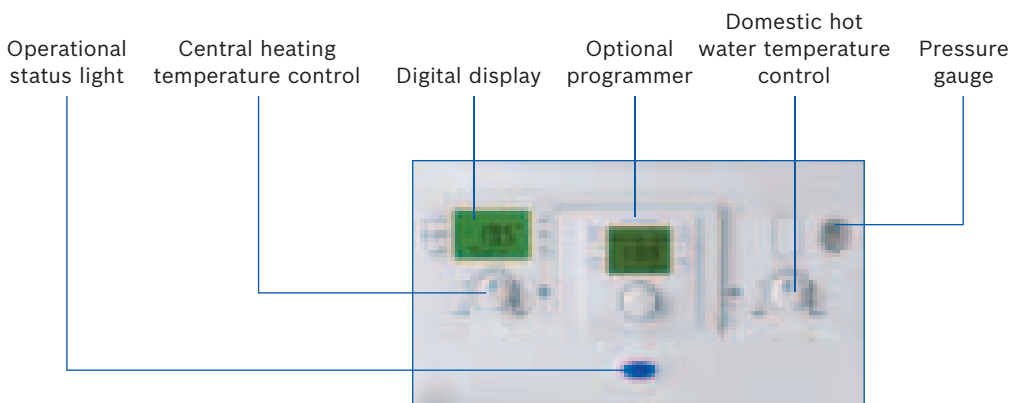 Operational
status light
Central heating
temperature control
Digital display
Optional
programmer
Domestic hot
water temperature
control
Pressure
gauge